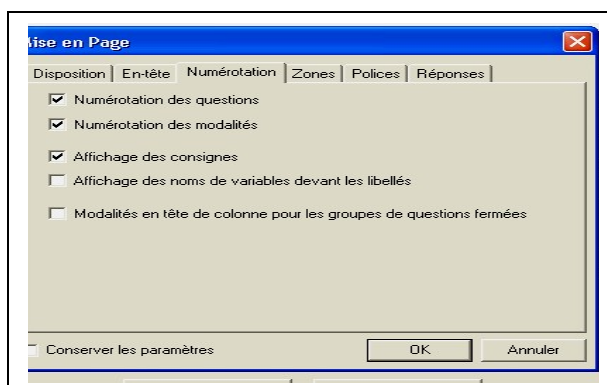 Mise en Page
Disposition En-tête Numérotation Zones Polices Réponses
Numérotation des questions
Numérotation des modalités
Affichage des consignes
Affichage des noms de variables devant les libellés
Modalités en tête de colonne pour les groupes de questions fermées
Conserver les paramètres OK Annuler